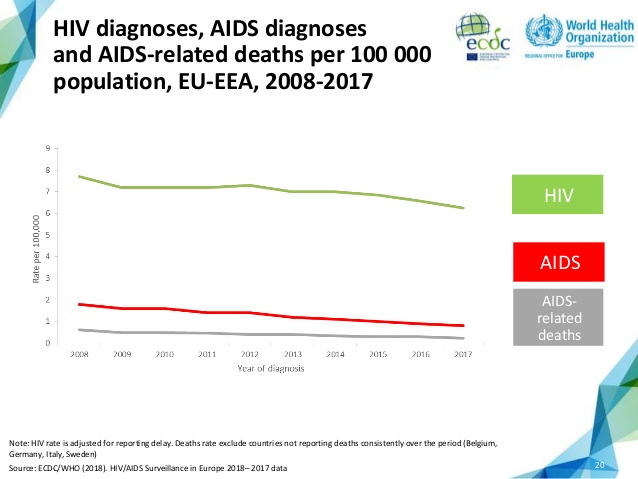 HIV diagnoses, AIDS diagnoses
and AIDS-related deaths per 100 000
population, EU-EEA, 2008-2017
ecdc
World Health
Organization
REGIONAL OFFICE FOR Europe
9
8
7
6
5
4
3
2
1
0
Rate per 100,000
2008 2009 2010 2011 2012 2013 2014 2015 2016 2017
Year of diagnosis
HIV
AIDS
AIDS-
related
deaths
Note: HIV rate is adjusted for reporting delay. Deaths rate exclude countries not reporting deaths consistently over the period (Belgium,
Germany, Italy, Sweden)
Source: ECDC/WHO (2018). HIV/AIDS Surveillance in Europe 2018– 2017 data
20